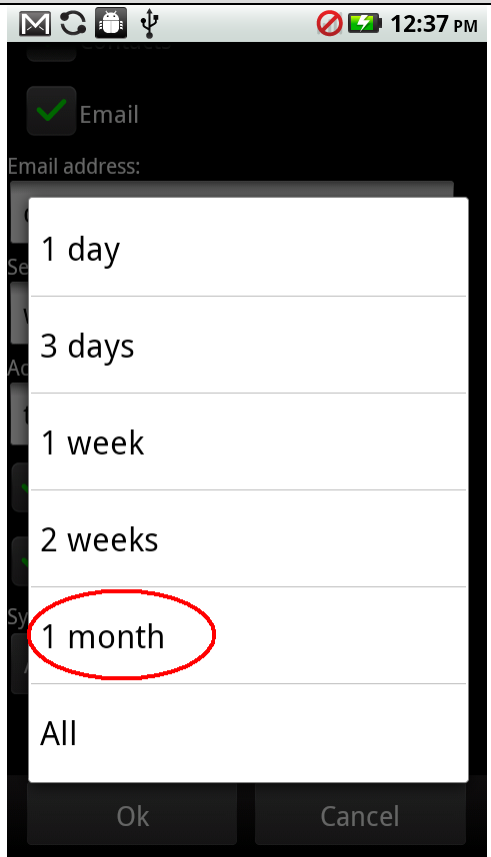 12:37 PM
Contacts
Email
Email address:
1 day
3 days
1 week
2 weeks
1 month
All
Ok
Cancel